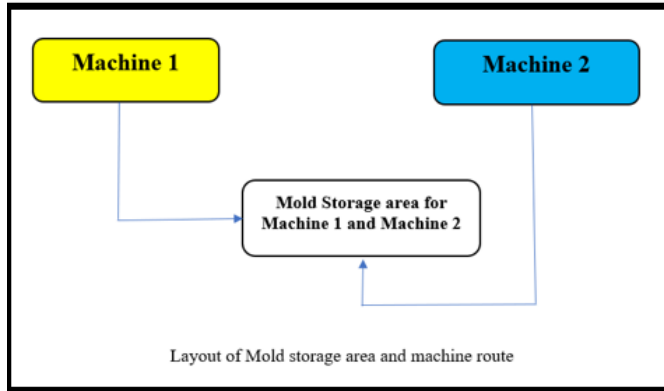 Machine 1
Machine 2
Mold Storage area for
Machine 1 and Machine 2
Layout of Mold storage area and machine route